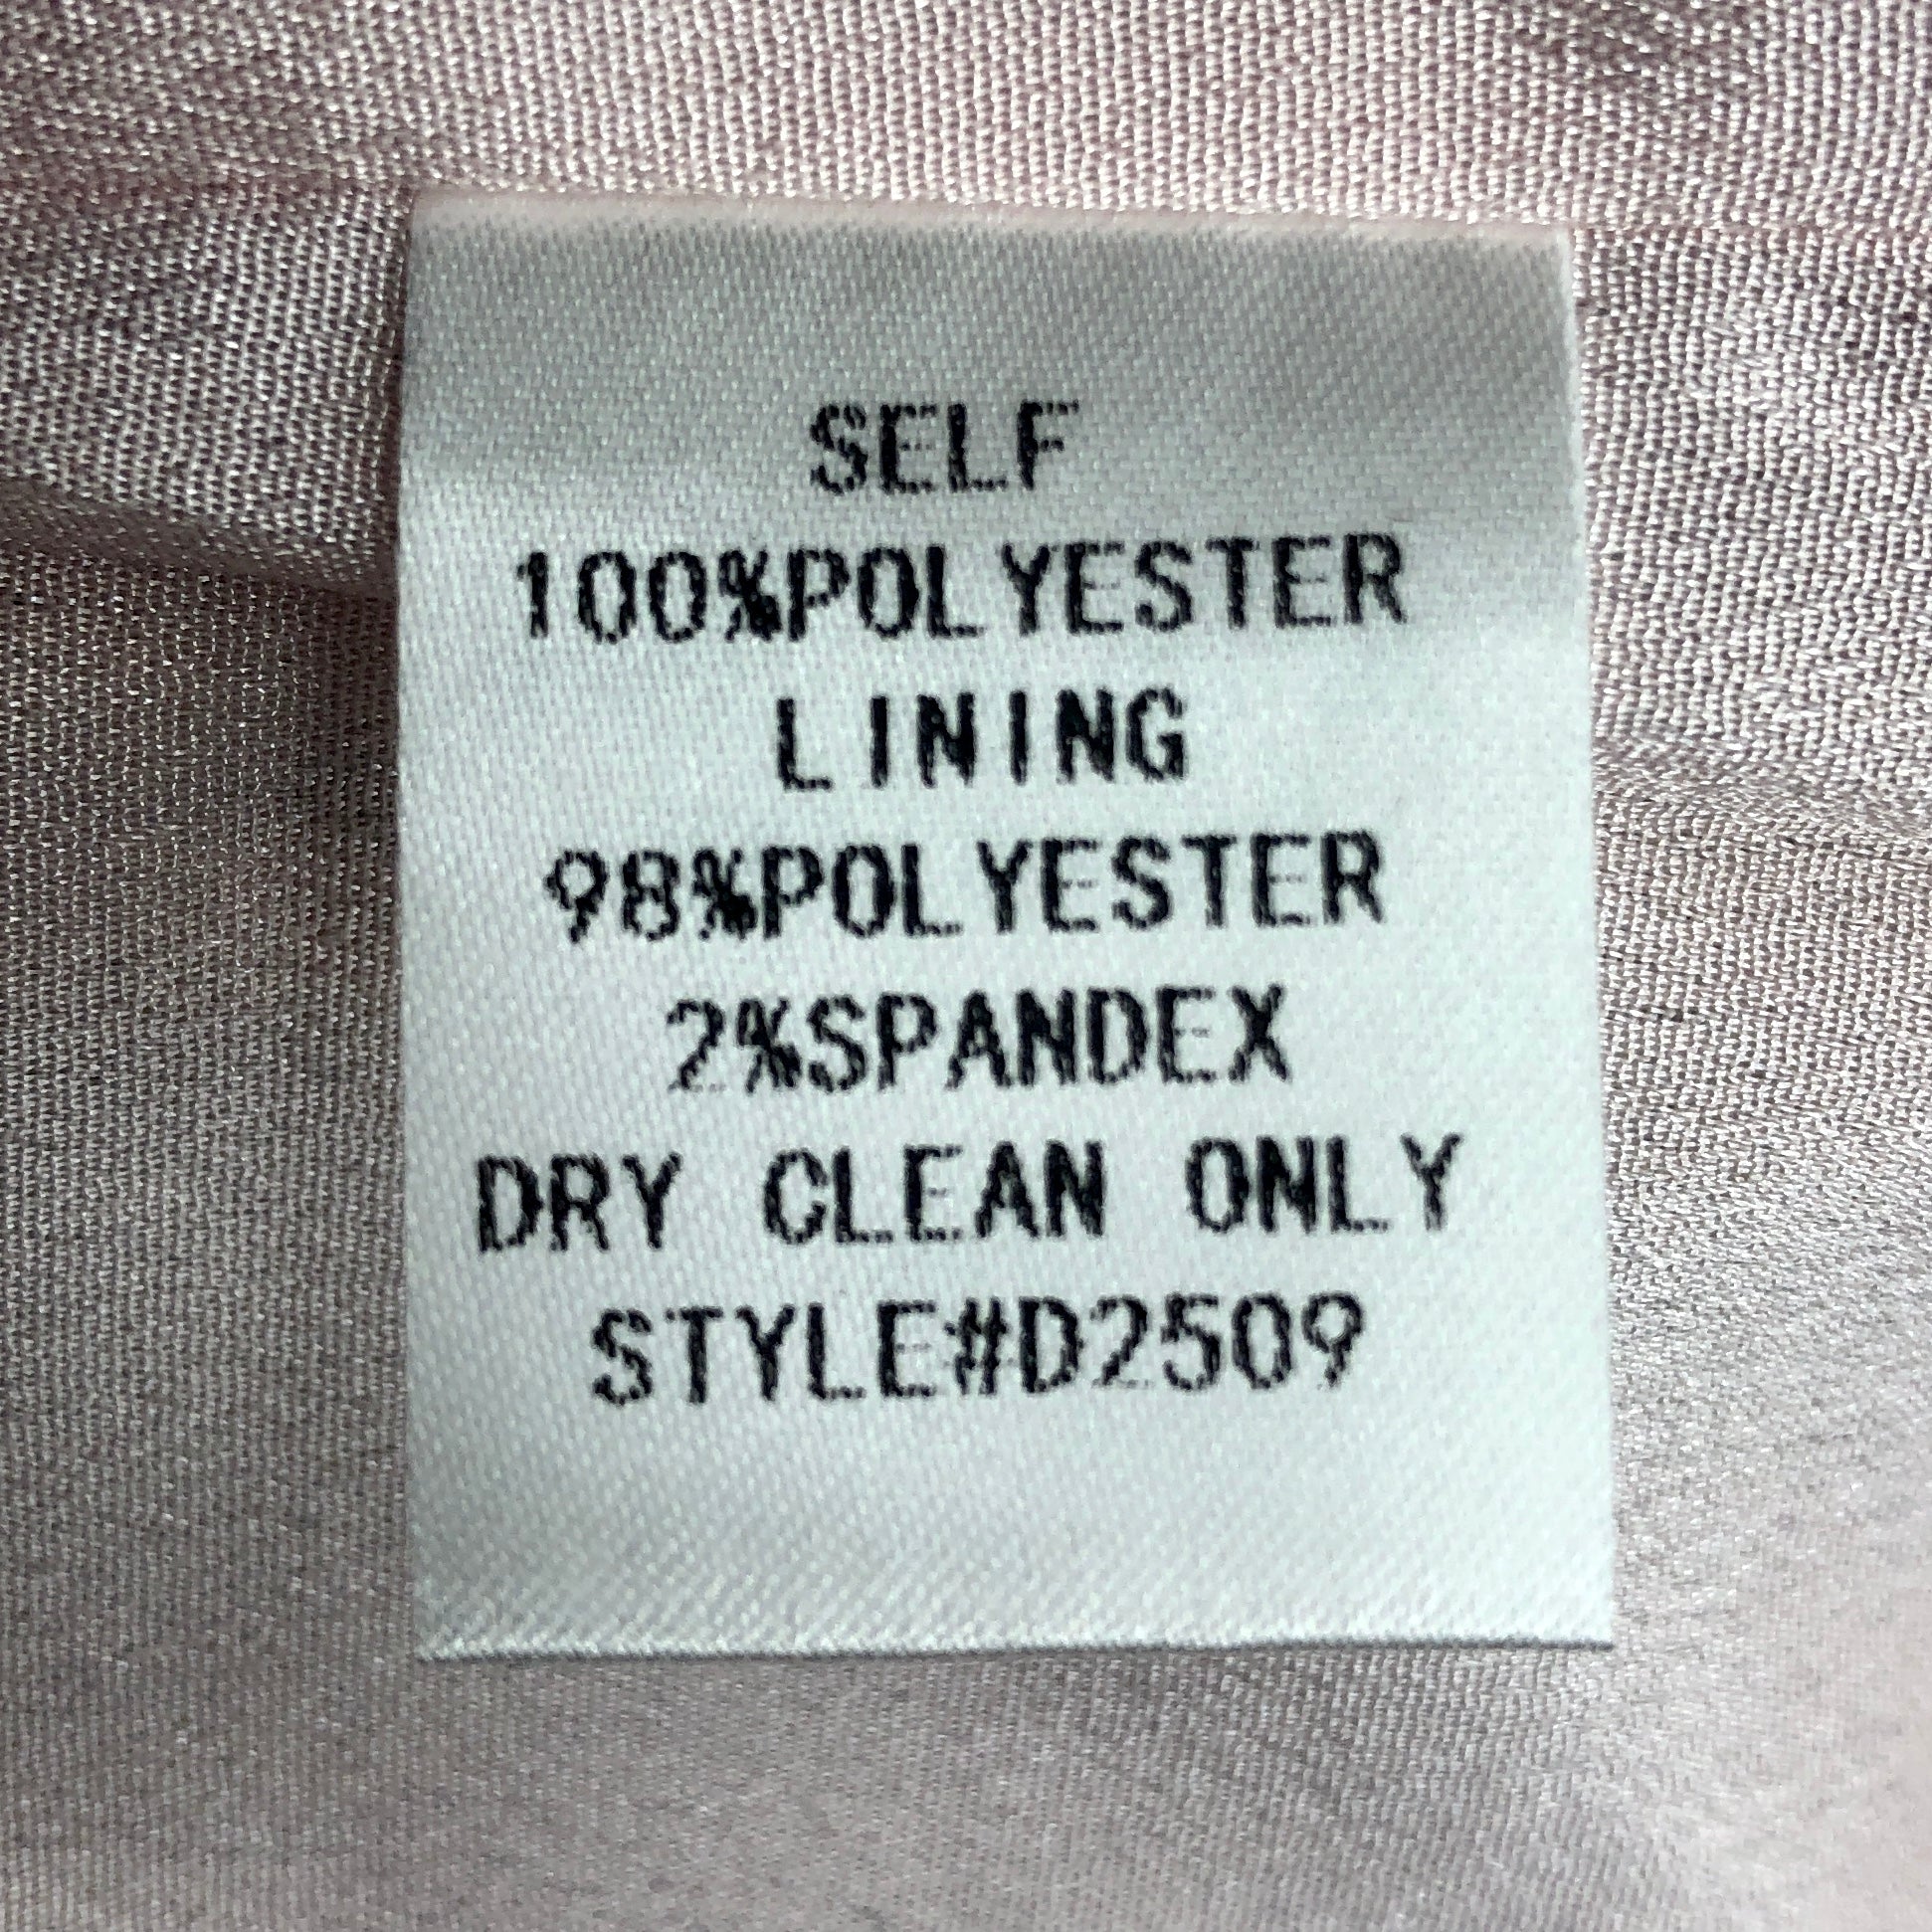 SELF
100%POLYESTER
LINING
98%POLYESTER
2%SPANDEX
DRY CLEAN ONLY
STYLE#D2509